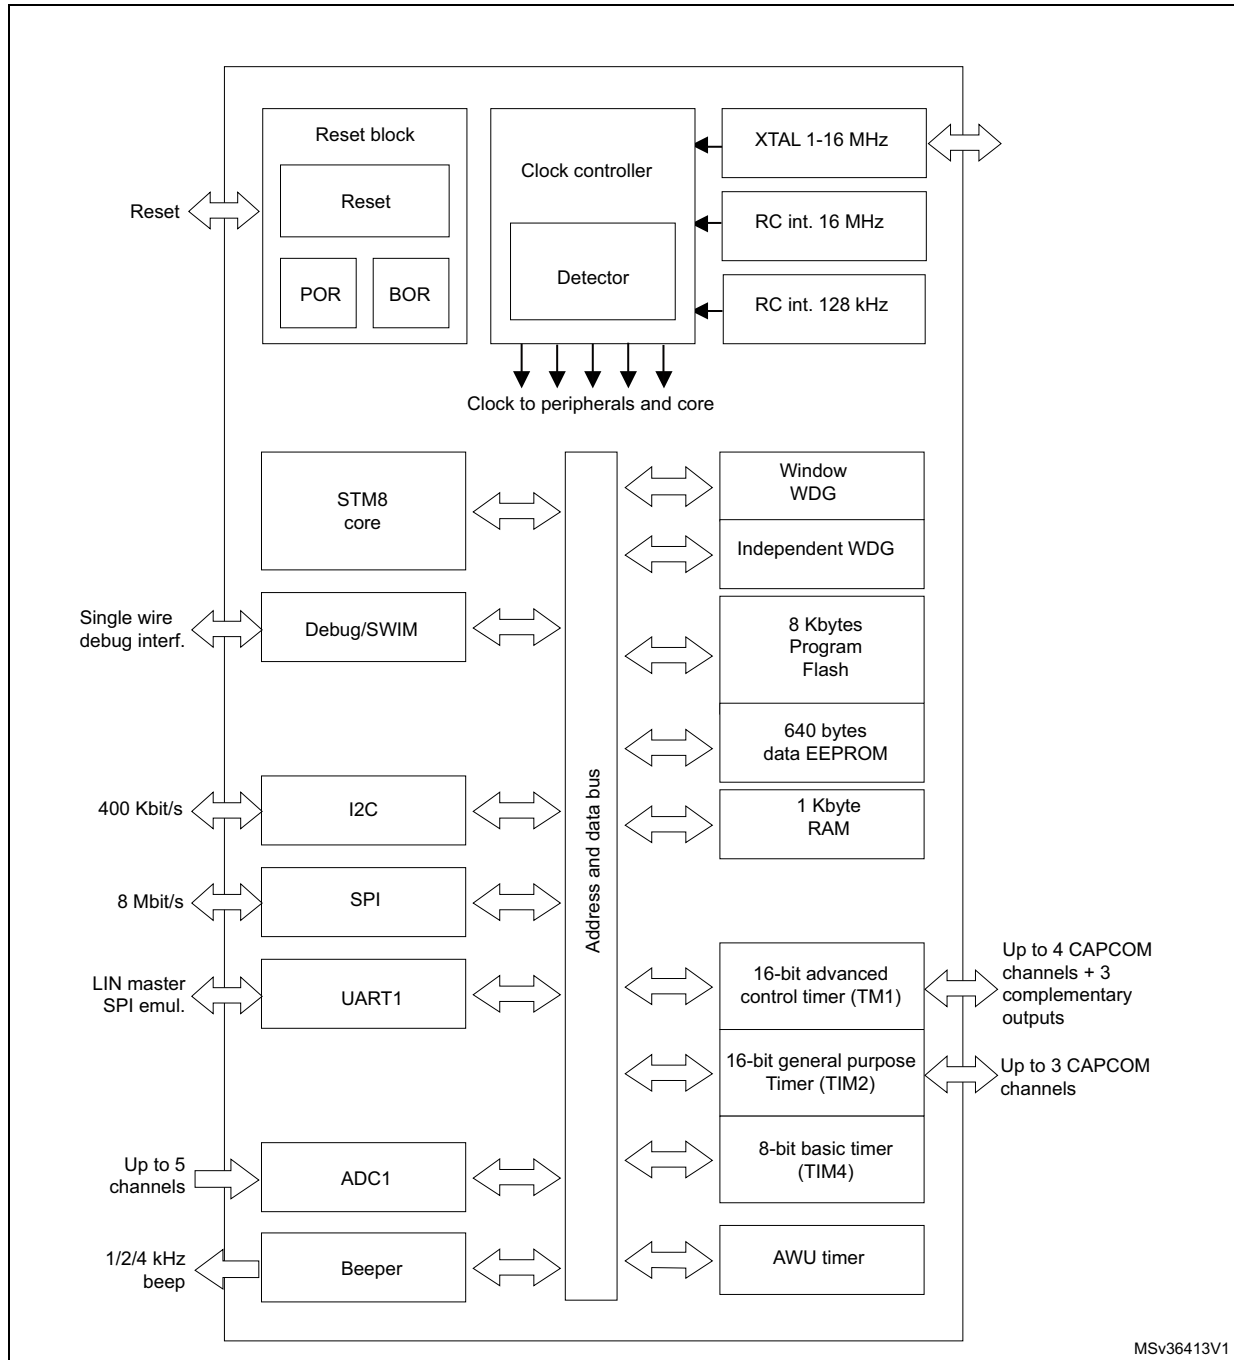 Reset block
Reset
POR
BOR
Reset
Clock controller
Detector
XTAL 1-16 MHz
RC int. 16 MHz
RC int. 128 kHz
Clock to peripherals and core
STM8
core
Single wire
debug interf.
Debug/SWIM
400 Kbit/s
I2C
8 Mbit/s
SPI
LIN master
SPI emul.
UART1
Up to 5
channels
ADC1
1/2/4 kHz
beep
Beeper
Address and data bus
Window
WDG
Independent WDG
8 Kbytes
Program
Flash
640 bytes
data EEPROM
1 Kbyte
RAM
16-bit advanced
control timer (TM1)
Up to 4 CAPCOM
channels + 3
complementary
outputs
16-bit general purpose
Timer (TIM2)
Up to 3 CAPCOM
channels
8-bit basic timer
(TIM4)
AWU timer
MSv36413V1